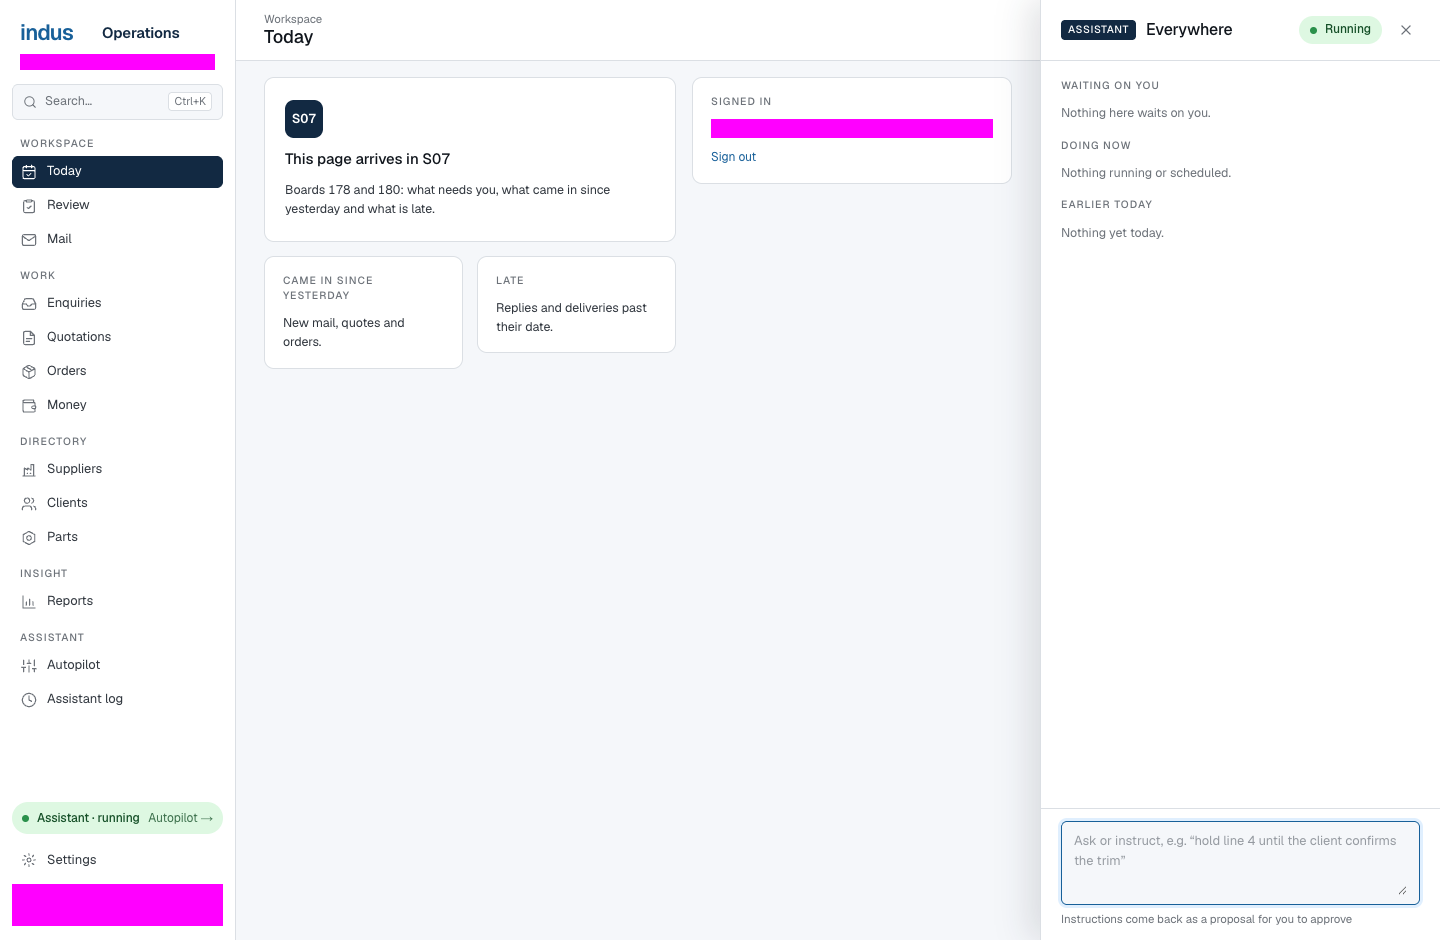 indus Operations
Search... Ctrl+K
WORKSPACE
Today
Review
Mail
WORK
Enquiries
Quotations
Orders
Money
DIRECTORY
Suppliers
Clients
Parts
INSIGHT
Reports
ASSISTANT
Autopilot
Assistant log
Assistant · running Autopilot →
Settings
Workspace
Today
S07
This page arrives in S07
Boards 178 and 180: what needs you, what came in since
yesterday and what is late.
CAME IN SINCE
YESTERDAY
New mail, quotes and
orders.
LATE
Replies and deliveries past
their date.
SIGNED IN
Sign out
ASSISTANT Everywhere Running
WAITING ON YOU
Nothing here waits on you.
DOING NOW
Nothing running or scheduled.
EARLIER TODAY
Nothing yet today.
Ask or instruct, e.g. “hold line 4 until the client confirms
the trim”
Instructions come back as a proposal for you to approve